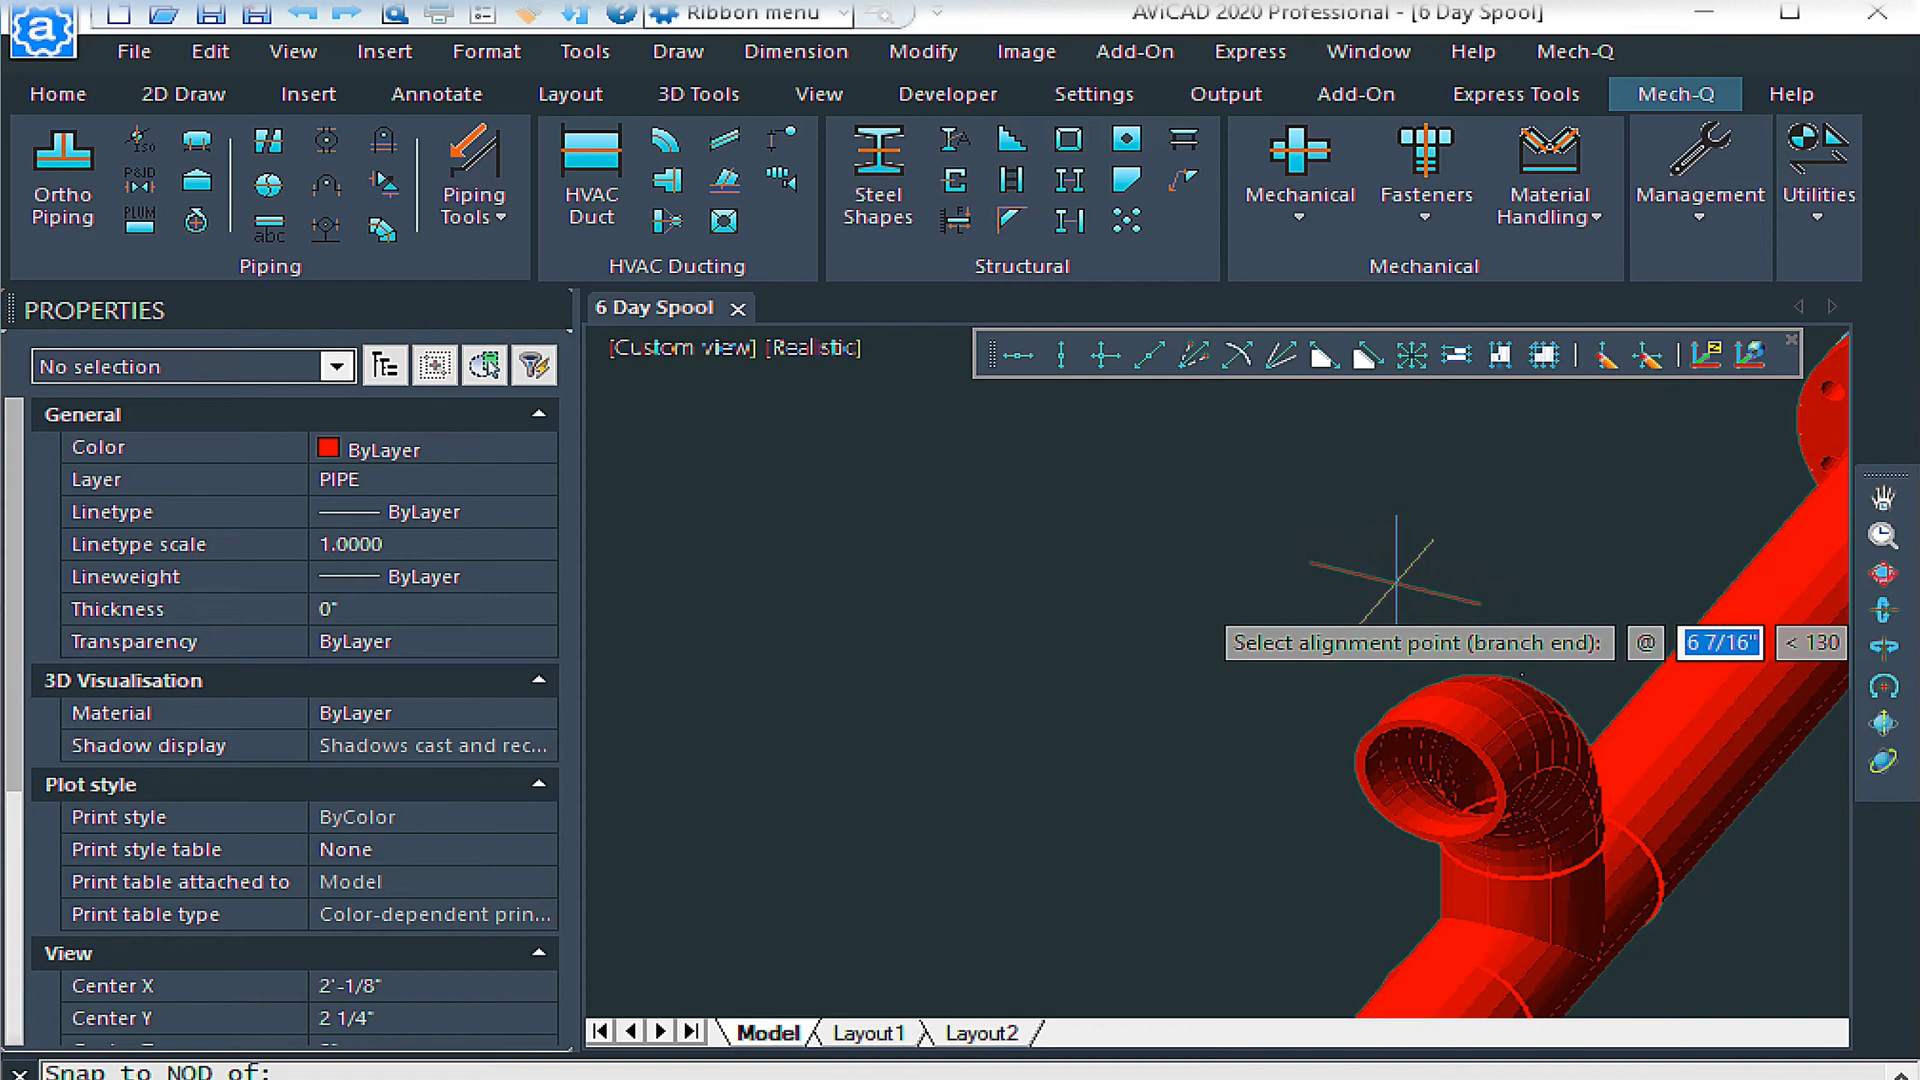 Ribbon menu
AViCAD 2020 Professional - [6 Day Spool]
File Edit View Insert Format Tools Draw Dimension Modify Image Add-On Express Window Help Mech-Q
Home 2D Draw Insert Annotate Layout 3D Tools View Developer Settings Output Add-On Express Tools Mech-Q Help
Ortho Piping
ISO
P&ID
PLUM
abc
Piping Tools
Piping
HVAC Duct
HVAC Ducting
Steel Shapes
Structural
Mechanical
Fasteners
Material Handling
Mechanical
Management
Utilities
PROPERTIES
6 Day Spool
No selection
[Custom view] [Realistic]
General
Color ByLayer
Layer PIPE
Linetype ByLayer
Linetype scale 1.0000
Lineweight ByLayer
Thickness 0"
Transparency ByLayer
3D Visualisation
Material ByLayer
Shadow display Shadows cast and rec...
Plot style
Print style ByColor
Print style table None
Print table attached to Model
Print table type Color-dependent prin...
View
Center X 2'-1/8"
Center Y 2 1/4"
Select alignment point (branch end): @ 6 7/16" < 130
Model Layout1 Layout2
Snap to NOD of: